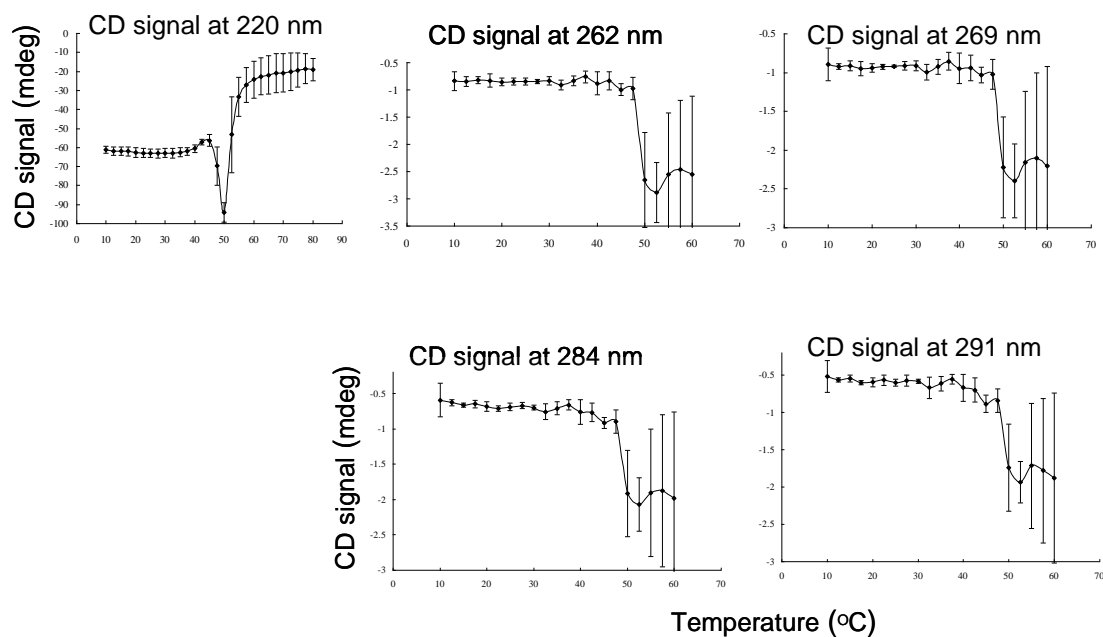 CD signal at 220 nm
CD signal (mdeg)
0
-10
-20
-30
-40
-50
-60
-70
-80
-90
-100
0 10 20 30 40 50 60 70 80 90
CD signal at 262 nm
-0.5
-1
-1.5
-2
-2.5
-3
-3.5
0 10 20 30 40 50 60 70
CD signal at 269 nm
-0.5
-1
-1.5
-2
-2.5
-3
0 10 20 30 40 50 60 70
CD signal at 284 nm
CD signal (mdeg)
-0.5
-1
-1.5
-2
-2.5
-3
0 10 20 30 40 50 60 70
CD signal at 291 nm
-0.5
-1
-1.5
-2
-2.5
-3
0 10 20 30 40 50 60 70
Temperature (oC)